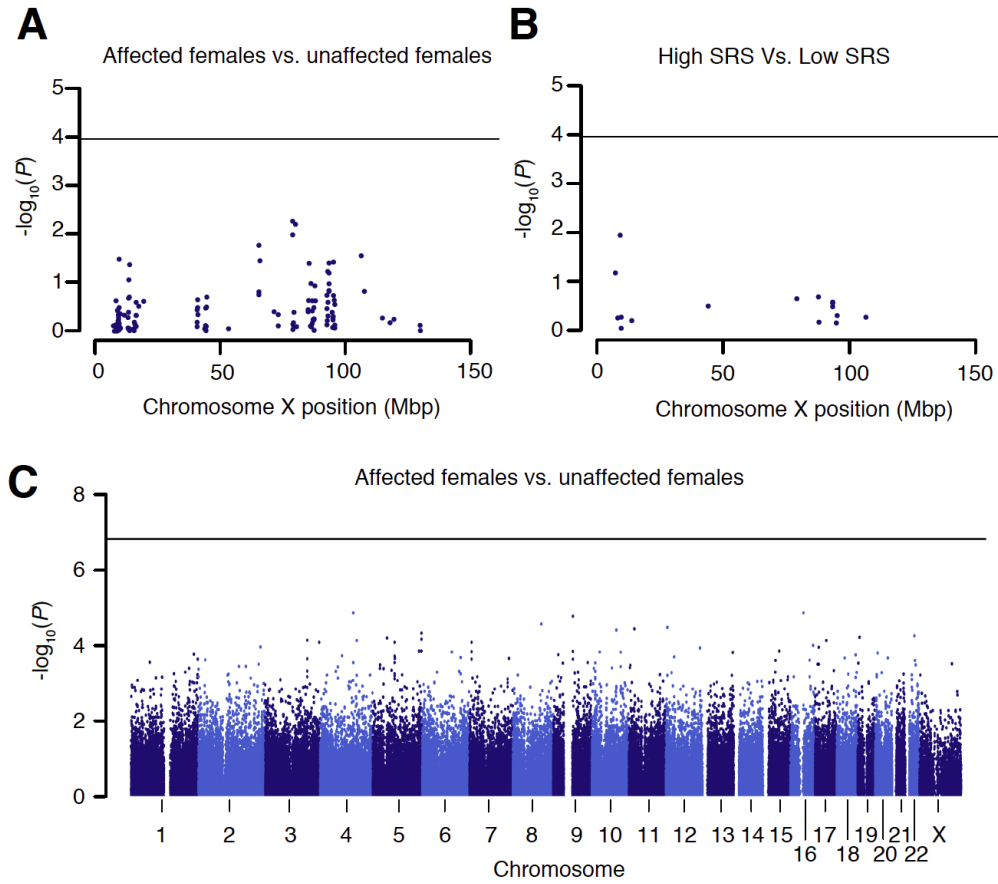 A
Affected females vs. unaffected females
5
4
3
2
1
0
-log10(P)
0 50 100 150
Chromosome X position (Mbp)
B
High SRS Vs. Low SRS
5
4
3
2
1
0
-log10(P)
0 50 100 150
Chromosome X position (Mbp)
C
Affected females vs. unaffected females
8
6
4
2
0
-log10(P)
1 2 3 4 5 6 7 8 9 10 11 12 13 14 15 17 19 21 X
16 18 20 22
Chromosome